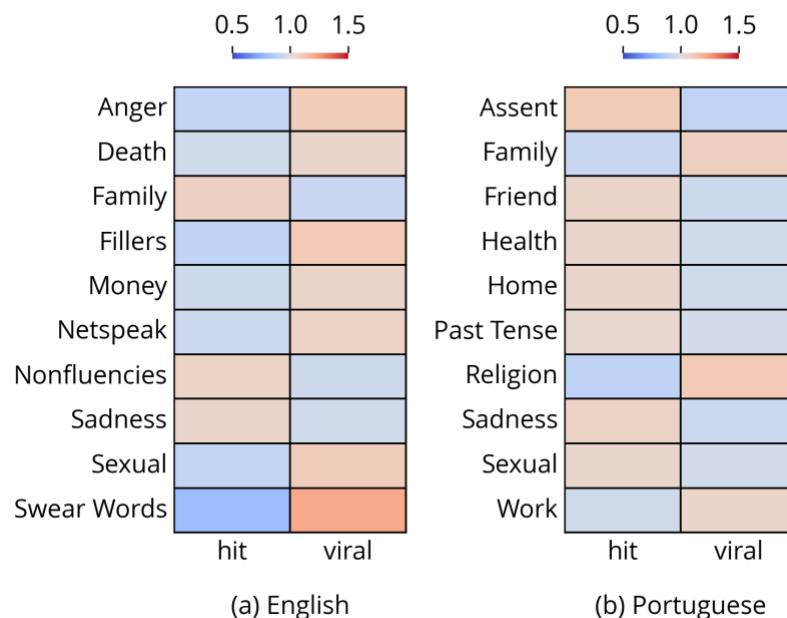 0.5 1.0 1.5
Anger
Death
Family
Fillers
Money
Netspeak
Nonfluencies
Sadness
Sexual
Swear Words
hit viral
(a) English
0.5 1.0 1.5
Assent
Family
Friend
Health
Home
Past Tense
Religion
Sadness
Sexual
Work
hit viral
(b) Portuguese